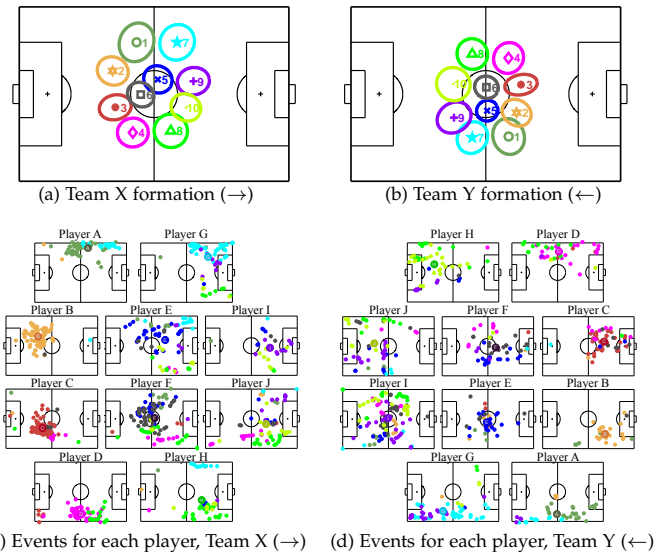 1
7
2
5
9
6
3
10
4
8
(a) Team X formation (→)
8
4
10
6
3
9
5
2
7
1
(b) Team Y formation (←)
Player A
Player G
Player B
Player E
Player I
Player C
Player F
Player J
Player D
Player H
) Events for each player, Team X (→)
Player H
Player D
Player J
Player F
Player C
Player I
Player E
Player B
Player G
Player A
(d) Events for each player, Team Y (←)